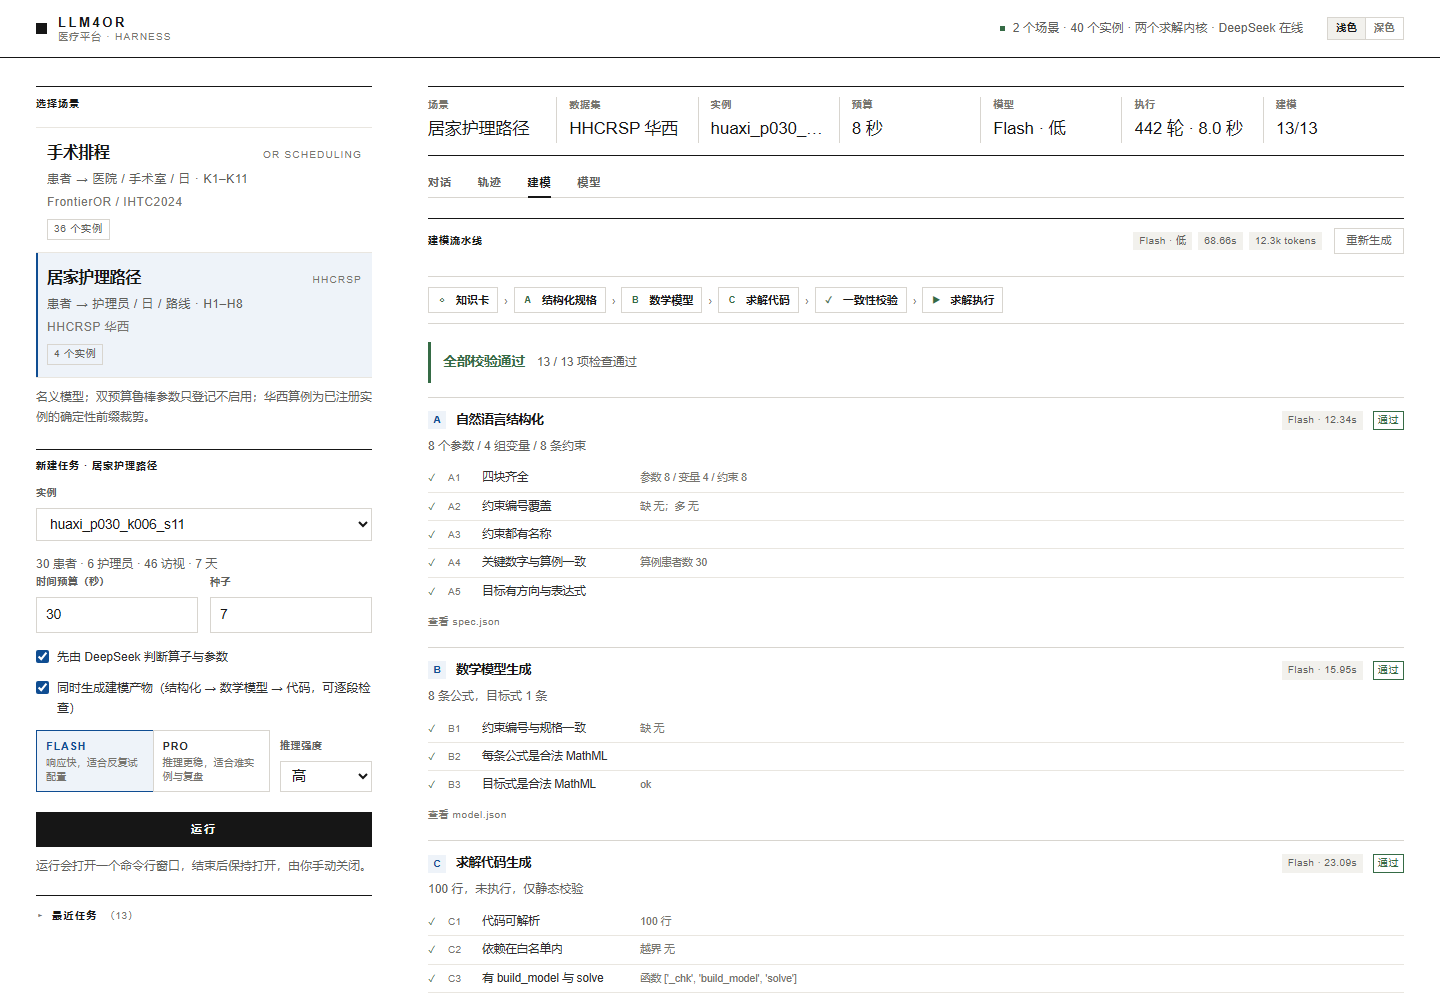 LLM4OR
医疗平台 · HARNESS
2 个场景 · 40 个实例 · 两个求解内核 · DeepSeek 在线
浅色
深色
选择场景
手术排程
OR SCHEDULING
患者 → 医院 / 手术室 / 日 · K1–K11
FrontierOR / IHTC2024
36 个实例
居家护理路径
HHCRSP
患者 → 护理员 / 日 / 路线 · H1–H8
HHCRSP 华西
4 个实例
名义模型；双预算鲁棒参数只登记不启用；华西算例为已注册实
例的确定性前缀裁剪。
新建任务 · 居家护理路径
实例
huaxi_p030_k006_s11
30 患者 · 6 护理员 · 46 访视 · 7 天
时间预算（秒）
种子
30
7
先由 DeepSeek 判断算子与参数
同时生成建模产物（结构化 → 数学模型 → 代码，可逐段检
查）
FLASH
响应快，适合反复试
配置
PRO
推理更稳，适合难实
例与复盘
推理强度
高
运行
运行会打开一个命令行窗口，结束后保持打开，由你手动关闭。
▸ 最近任务 （13）
场景
居家护理路径
数据集
HHCRSP 华西
实例
huaxi_p030_…
预算
8 秒
模型
Flash · 低
执行
442 轮 · 8.0 秒
建模
13/13
对话
轨迹
建模
模型
建模流水线
Flash · 低
68.66s
12.3k tokens
重新生成
⋄ 知识卡 › A 结构化规格 › B 数学模型 › C 求解代码 › ✓ 一致性校验 › ▶ 求解执行
全部校验通过 13 / 13 项检查通过
A 自然语言结构化
Flash · 12.34s
通过
8 个参数 / 4 组变量 / 8 条约束
✓ A1 四块齐全 参数 8 / 变量 4 / 约束 8
✓ A2 约束编号覆盖 缺 无；多 无
✓ A3 约束都有名称
✓ A4 关键数字与算例一致 算例患者数 30
✓ A5 目标有方向与表达式
查看 spec.json
B 数学模型生成
Flash · 15.95s
通过
8 条公式，目标式 1 条
✓ B1 约束编号与规格一致 缺 无
✓ B2 每条公式是合法 MathML
✓ B3 目标式是合法 MathML ok
查看 model.json
C 求解代码生成
Flash · 23.09s
通过
100 行，未执行，仅静态校验
✓ C1 代码可解析 100 行
✓ C2 依赖在白名单内 越界 无
✓ C3 有 build_model 与 solve 函数 ['_chk', 'build_model', 'solve']